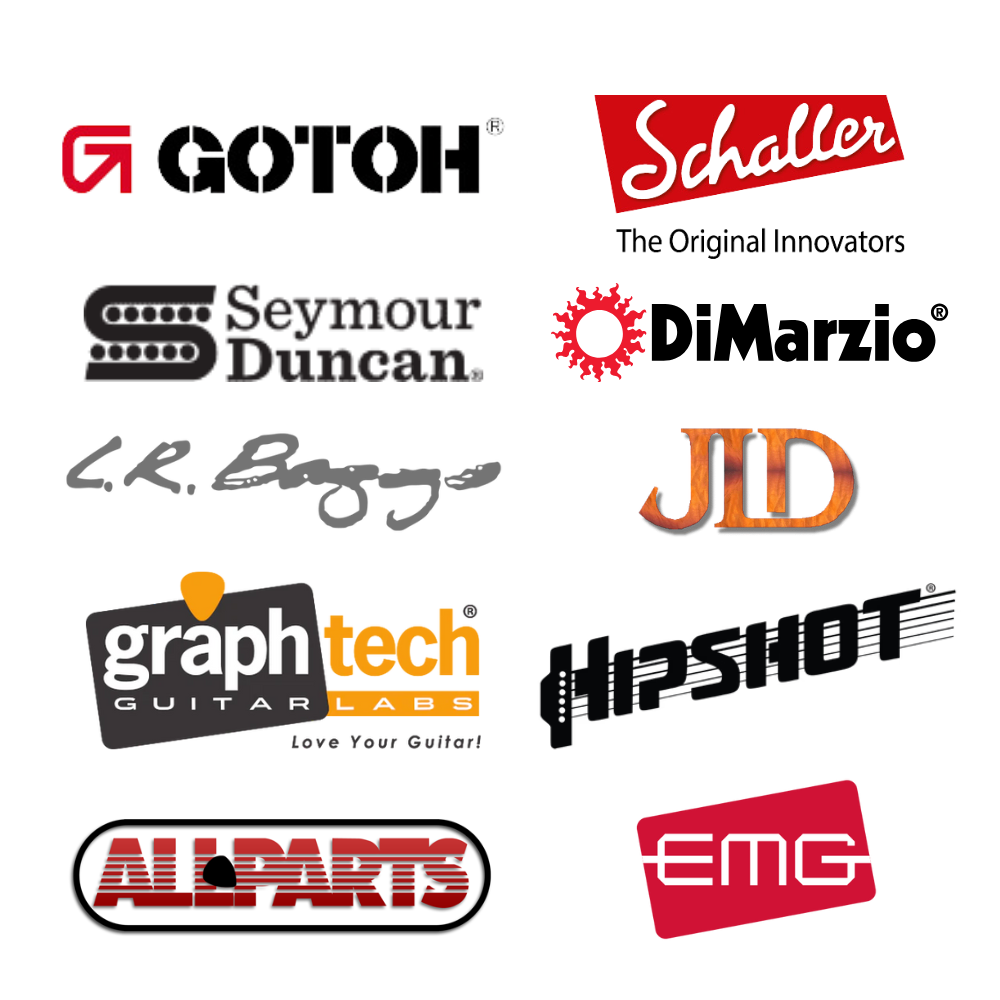 GOTOH®
Schaller
The Original Innovators
Seymour
Duncan®
DiMarzio®
L.R. Baggs
JLD
graphtech®
GUITAR LABS
Love Your Guitar!
HIPSHOT®
ALLPARTS
EMG